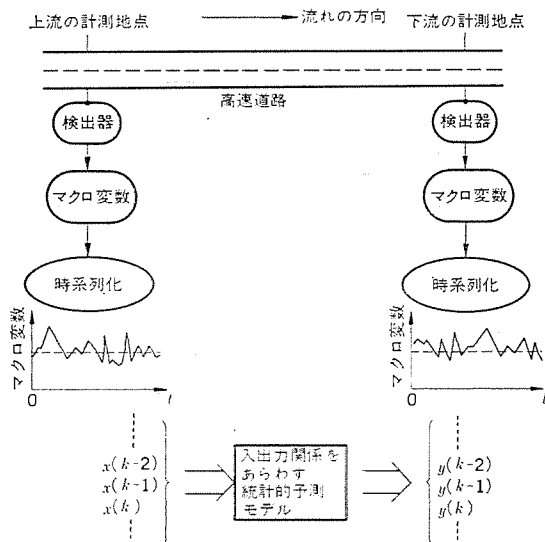 上流の計測地点
流れの方向
下流の計測地点
高速道路
検出器
検出器
マクロ変数
マクロ変数
時系列化
時系列化
マクロ変数
0
t
マクロ変数
0
t
x(k-2)
x(k-1)
x(k)
入出力関係を
あらわす
統計的予測
モデル
y(k-2)
y(k-1)
y(k)